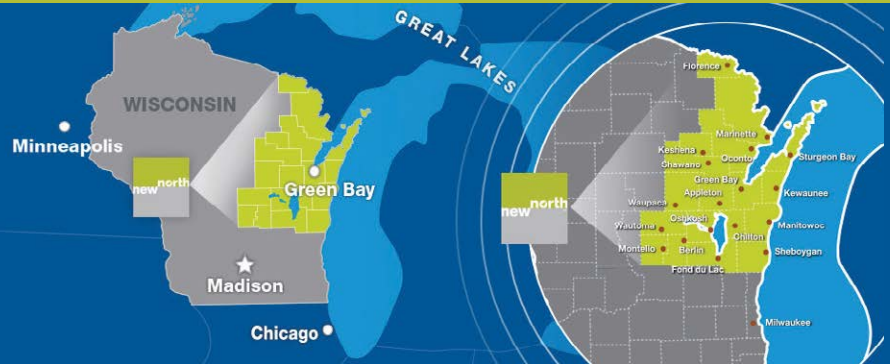 GREAT LAKES
WISCONSIN
Minneapolis
new north
Green Bay
Madison
Chicago
Florence
Marinette
Keshena
Shawano
Oconto
Sturgeon Bay
Green Bay
Appleton
Kewaunee
Waupaca
new north
Oshkosh
Wautoma
Chilton
Manitowoc
Montello
Berlin
Sheboygan
Fond du Lac
Milwaukee